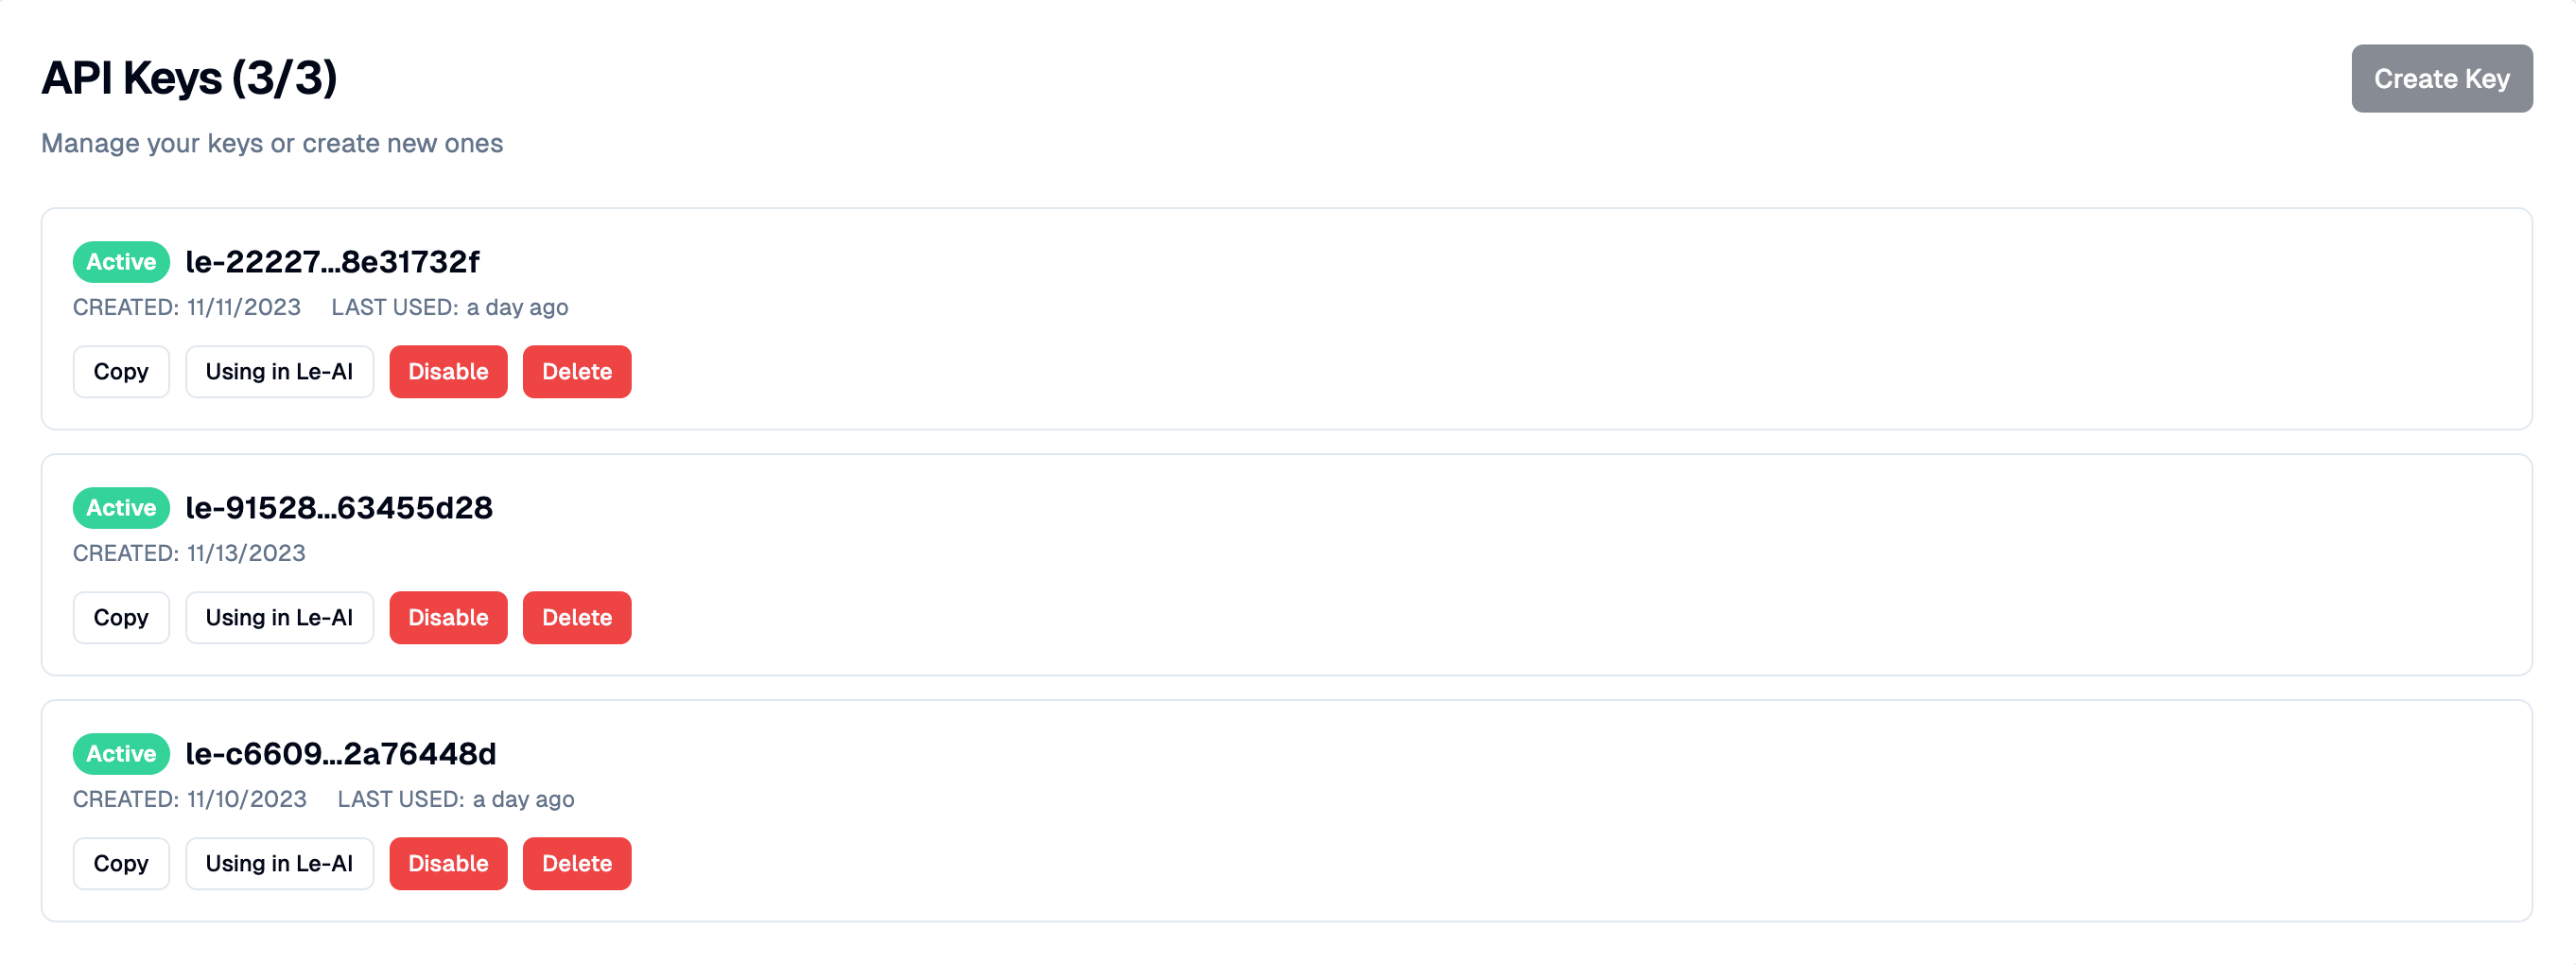 API Keys (3/3)
Create Key
Manage your keys or create new ones
Active le-22227...8e31732f
CREATED: 11/11/2023 LAST USED: a day ago
Copy Using in Le-AI Disable Delete
Active le-91528...63455d28
CREATED: 11/13/2023
Copy Using in Le-AI Disable Delete
Active le-c6609...2a76448d
CREATED: 11/10/2023 LAST USED: a day ago
Copy Using in Le-AI Disable Delete